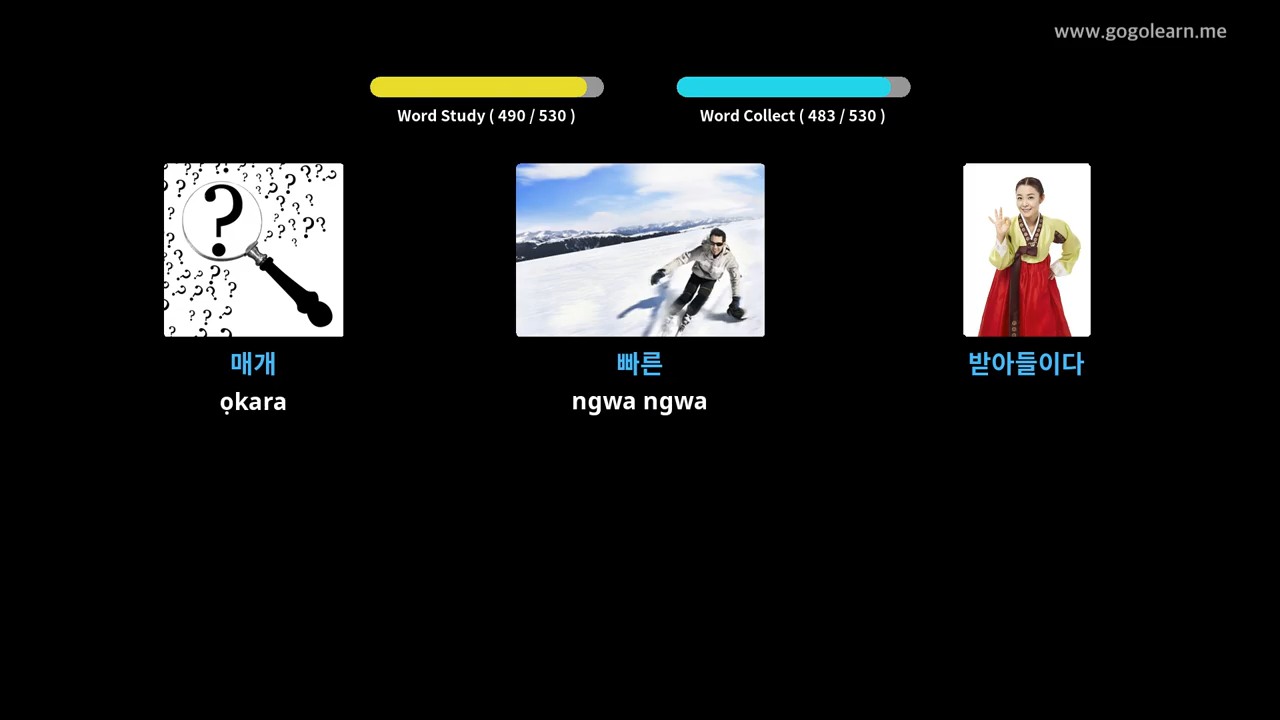 www.gogolearn.me
Word Study ( 490 / 530 )
Word Collect ( 483 / 530 )
매개
빠른
받아들이다
ọkara
ngwa ngwa